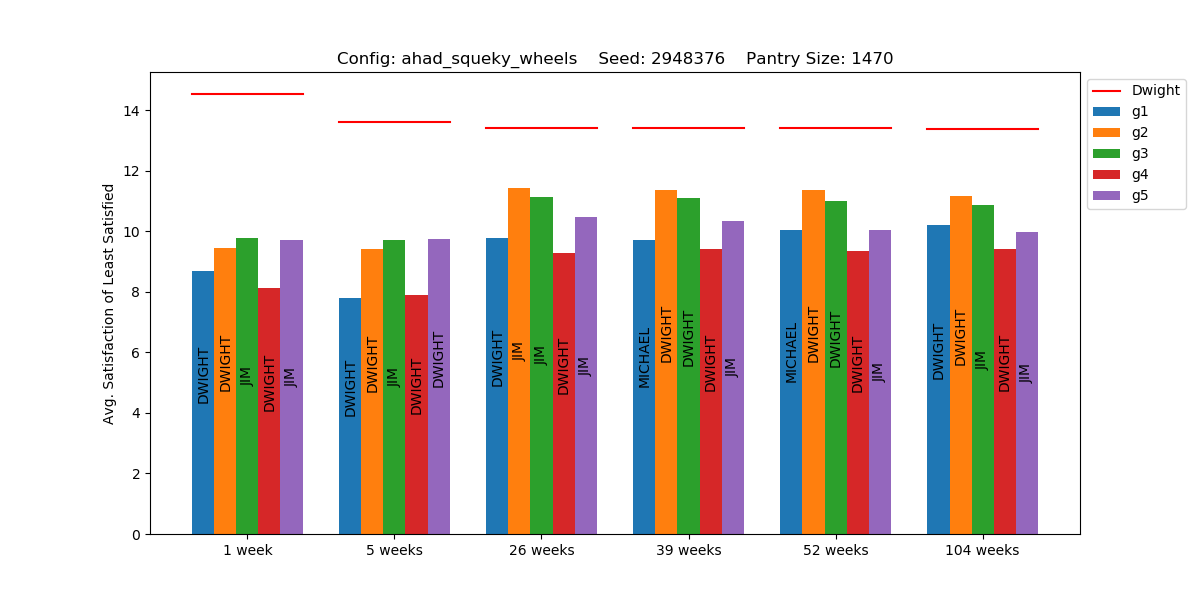 Config: ahad_squeky_wheels    Seed: 2948376    Pantry Size: 1470
Avg. Satisfaction of Least Satisfied
14
12
10
8
6
4
2
0
DWIGHT
DWIGHT
JIM
DWIGHT
JIM
DWIGHT
DWIGHT
JIM
DWIGHT
DWIGHT
DWIGHT
JIM
JIM
DWIGHT
JIM
MICHAEL
DWIGHT
DWIGHT
DWIGHT
JIM
MICHAEL
DWIGHT
DWIGHT
DWIGHT
JIM
DWIGHT
DWIGHT
JIM
DWIGHT
JIM
1 week
5 weeks
26 weeks
39 weeks
52 weeks
104 weeks
Dwight
g1
g2
g3
g4
g5